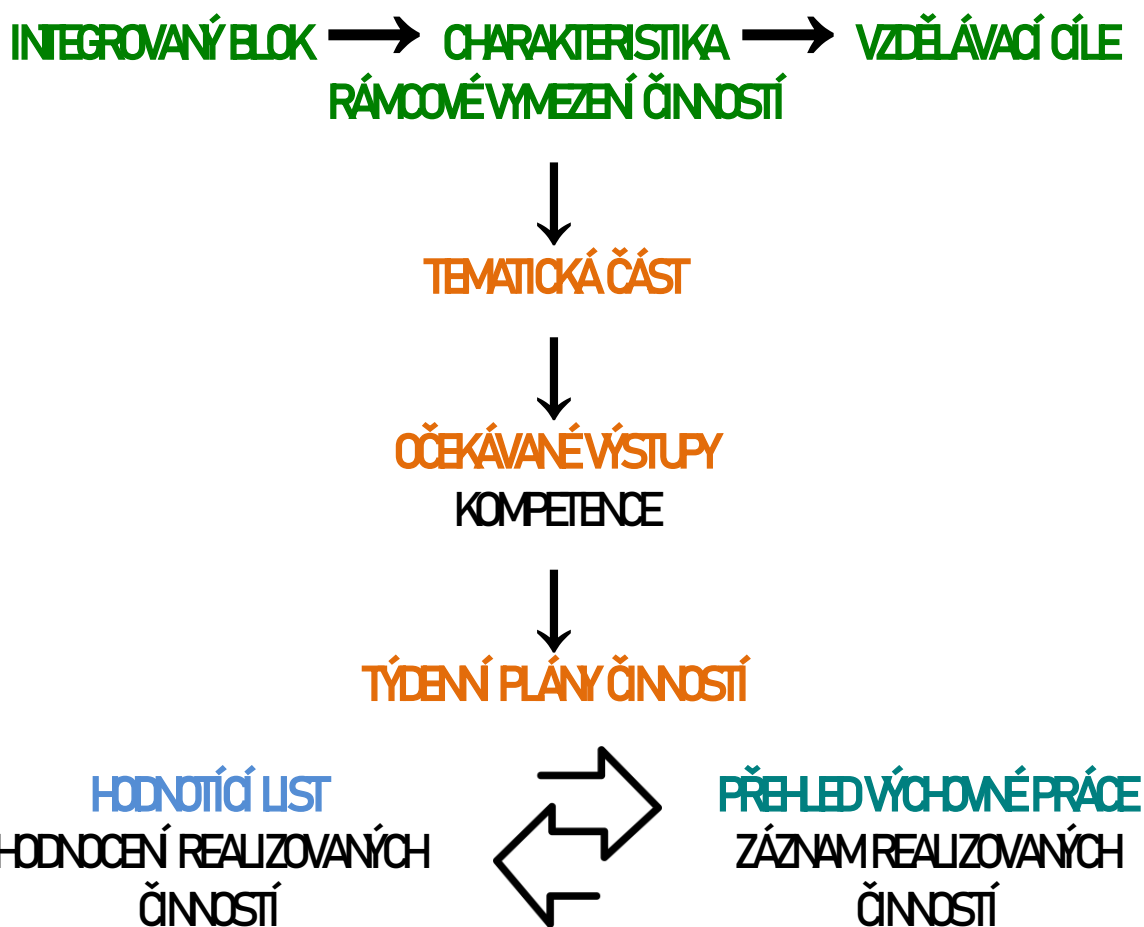 INTEGROVANÝ BLOK → CHARAKTERISTIKA → VZDĚLÁVACÍ CÍLE
RÁMCOVÉ VYMEZENÍ ČINNOSTÍ
TEMATICKÁ ČÁST
OČEKÁVANÉ VÝSTUPY
KOMPETENCE
TÝDENNÍ PLÁNY ČINNOSTÍ
HODNOTÍCÍ LIST
HODNOCENÍ REALIZOVANÝCH
ČINNOSTÍ
PŘEHLED VÝCHOVNÉ PRÁCE
ZÁZNAM REALIZOVANÝCH
ČINNOSTÍ